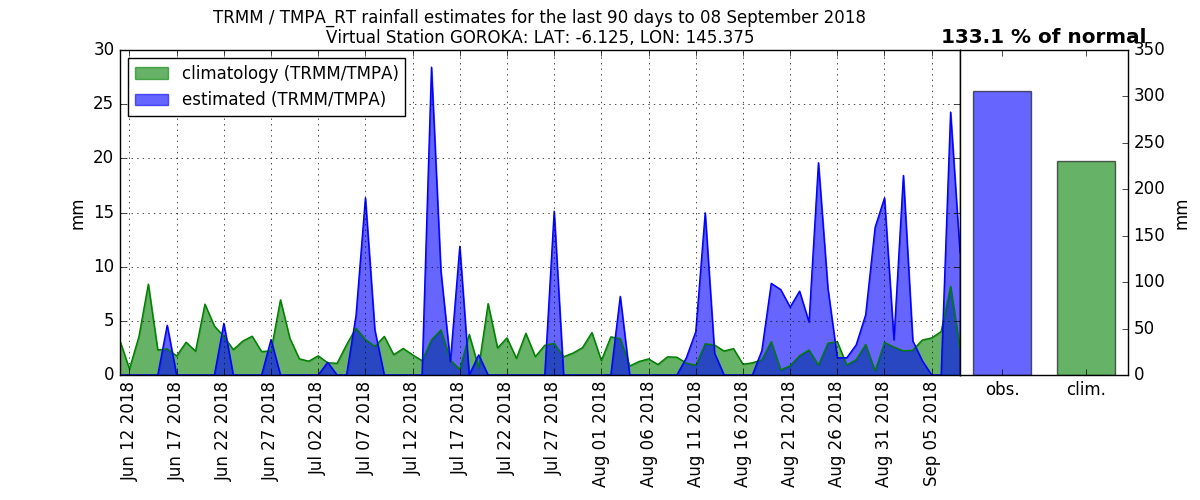 TRMM / TMPA_RT rainfall estimates for the last 90 days to 08 September 2018
Virtual Station GOROKA: LAT: -6.125, LON: 145.375
133.1 % of normal
climatology (TRMM/TMPA)
estimated (TRMM/TMPA)
30
25
20
15
10
5
0
mm
Jun 12 2018
Jun 17 2018
Jun 22 2018
Jun 27 2018
Jul 02 2018
Jul 07 2018
Jul 12 2018
Jul 17 2018
Jul 22 2018
Jul 27 2018
Aug 01 2018
Aug 06 2018
Aug 11 2018
Aug 16 2018
Aug 21 2018
Aug 26 2018
Aug 31 2018
Sep 05 2018
obs.
clim.
350
300
250
200
150
100
50
0
mm